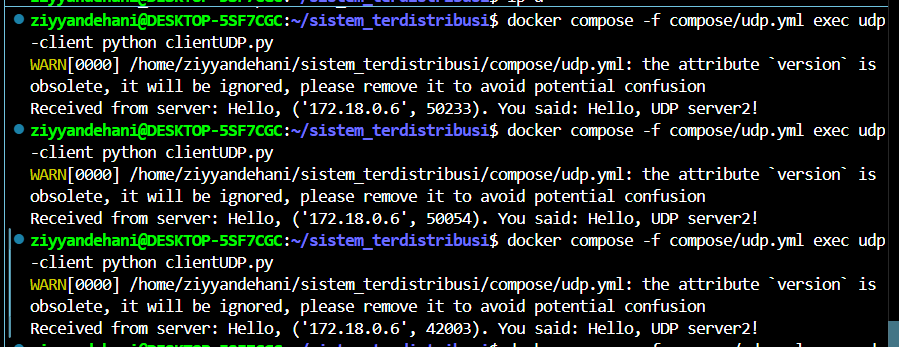 ziyyandehani@DESKTOP-5SF7CGC:~/sistem_terdistribusi$ docker compose -f compose/udp.yml exec udp
-client python clientUDP.py
WARN[0000] /home/ziyyandehani/sistem_terdistribusi/compose/udp.yml: the attribute `version` is
obsolete, it will be ignored, please remove it to avoid potential confusion
Received from server: Hello, ('172.18.0.6', 50233). You said: Hello, UDP server2!
ziyyandehani@DESKTOP-5SF7CGC:~/sistem_terdistribusi$ docker compose -f compose/udp.yml exec udp
-client python clientUDP.py
WARN[0000] /home/ziyyandehani/sistem_terdistribusi/compose/udp.yml: the attribute `version` is
obsolete, it will be ignored, please remove it to avoid potential confusion
Received from server: Hello, ('172.18.0.6', 50054). You said: Hello, UDP server2!
ziyyandehani@DESKTOP-5SF7CGC:~/sistem_terdistribusi$ docker compose -f compose/udp.yml exec udp
-client python clientUDP.py
WARN[0000] /home/ziyyandehani/sistem_terdistribusi/compose/udp.yml: the attribute `version` is
obsolete, it will be ignored, please remove it to avoid potential confusion
Received from server: Hello, ('172.18.0.6', 42003). You said: Hello, UDP server2!